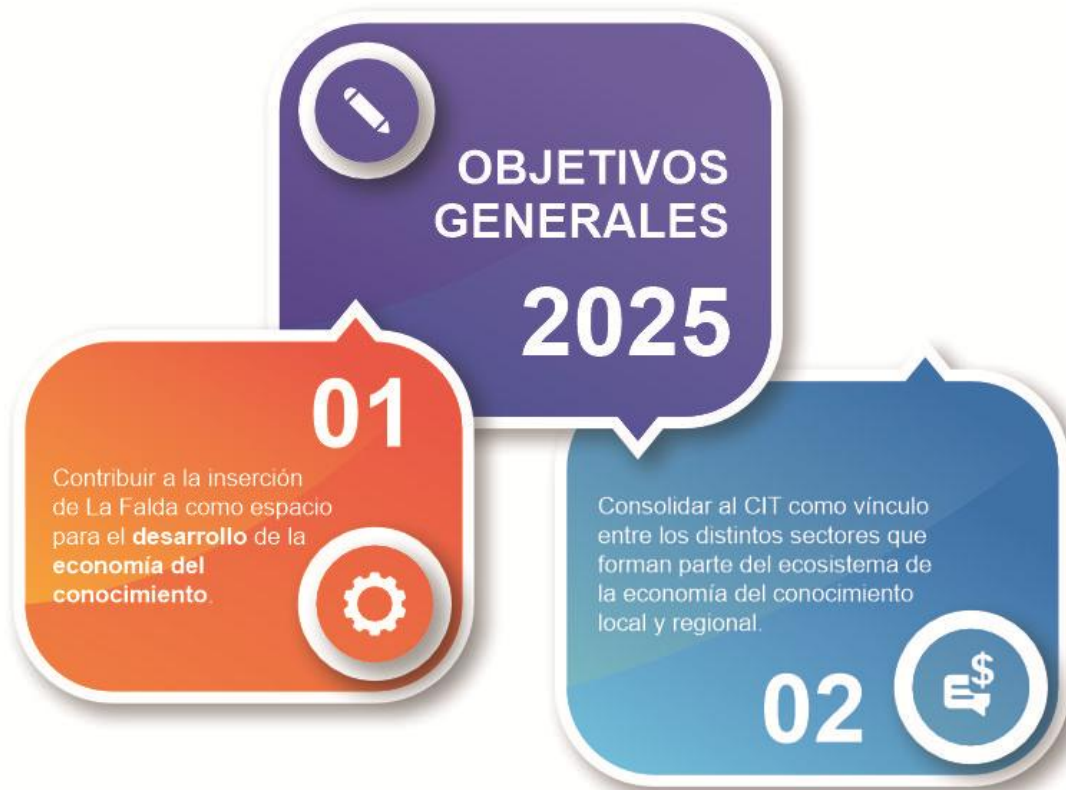 OBJETIVOS
GENERALES
2025
01
Contribuir a la inserción
de La Falda como espacio
para el desarrollo de la
economía del
conocimiento.
Consolidar al CIT como vínculo
entre los distintos sectores que
forman parte del ecosistema de
la economía del conocimiento
local y regional.
02
$